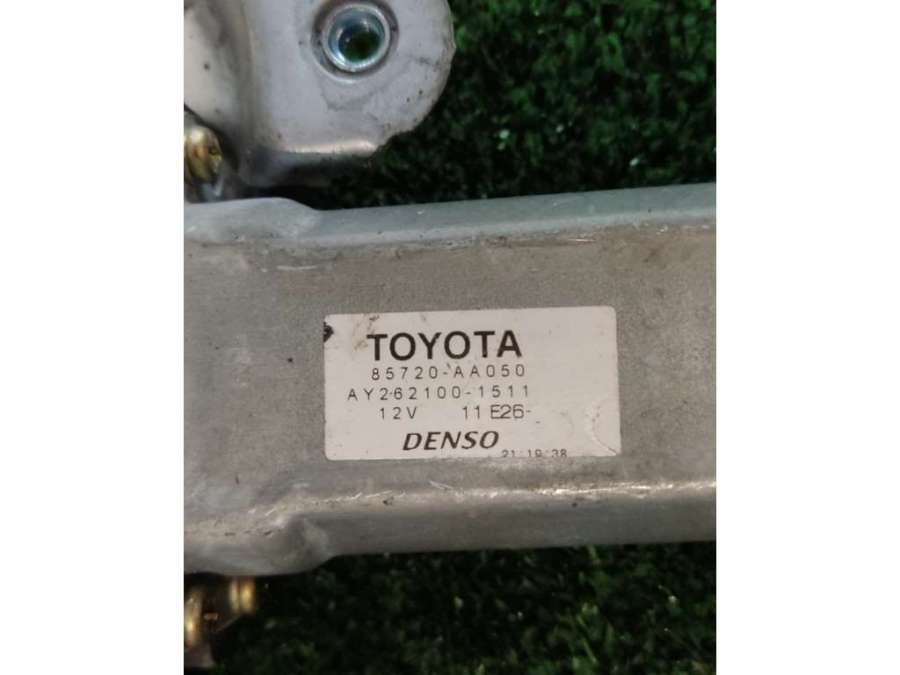 TOYOTA
85720-AA050
AY262100-1511
12V 11 E26-
DENSO
21:19:38